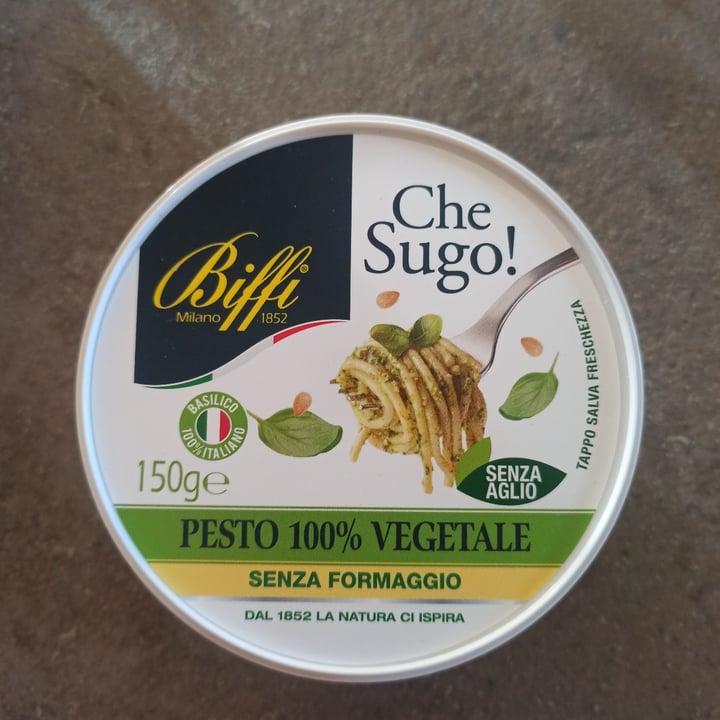 Che
Sugo!
Biffi®
Milano 1852
TAPPO SALVA FRESCHEZZA
BASILICO
100% ITALIANO
150g℮
SENZA
AGLIO
PESTO 100% VEGETALE
SENZA FORMAGGIO
DAL 1852 LA NATURA CI ISPIRA